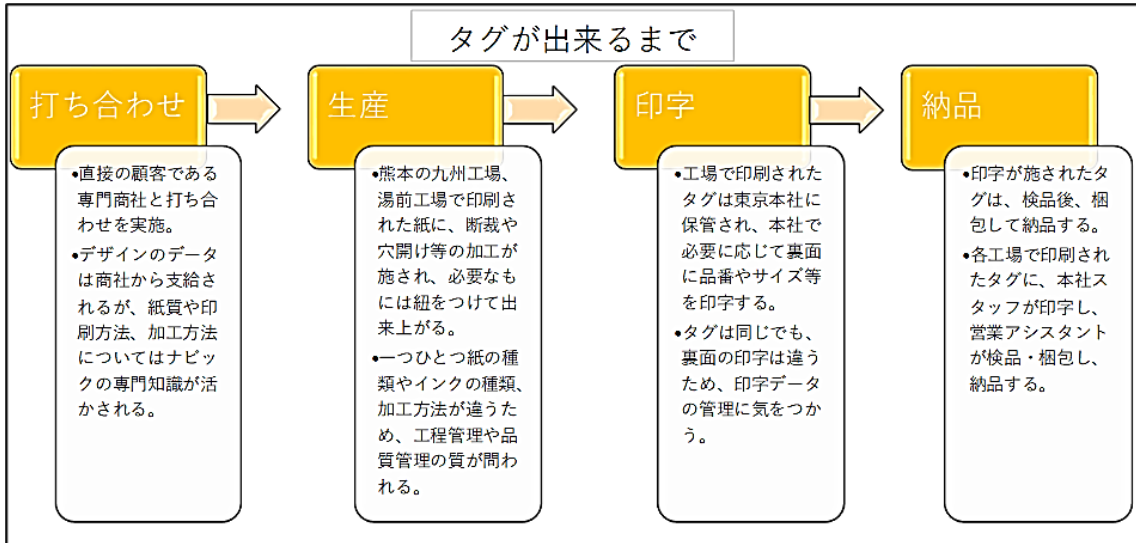 タグが出来るまで
打ち合わせ
•直接の顧客である
専門商社と打ち合
わせを実施。
•デザインのデータ
は商社から支給さ
れるが、紙質や印
刷方法、加工方法
についてはナビッ
クの専門知識が活
かされる。
生産
•熊本の九州工場、
湯前工場で印刷さ
れた紙に、断裁や
穴開け等の加工が
施され、必要なも
には紐をつけて出
来上がる。
•一つひとつ紙の種
類やインクの種類、
加工方法が違うた
め、工程管理や品
質管理の質が問わ
れる。
印字
•工場で印刷された
タグは東京本社に
保管され、本社で
必要に応じて裏面
に品番やサイズ等
を印字する。
•タグは同じでも、
裏面の印字は違う
ため、印字データ
の管理に気をつか
う。
納品
•印字が施されたタ
グは、検品後、梱
包して納品する。
•各工場で印刷され
たタグに、本社ス
タッフが印字し、
営業アシスタント
が検品・梱包し、
納品する。